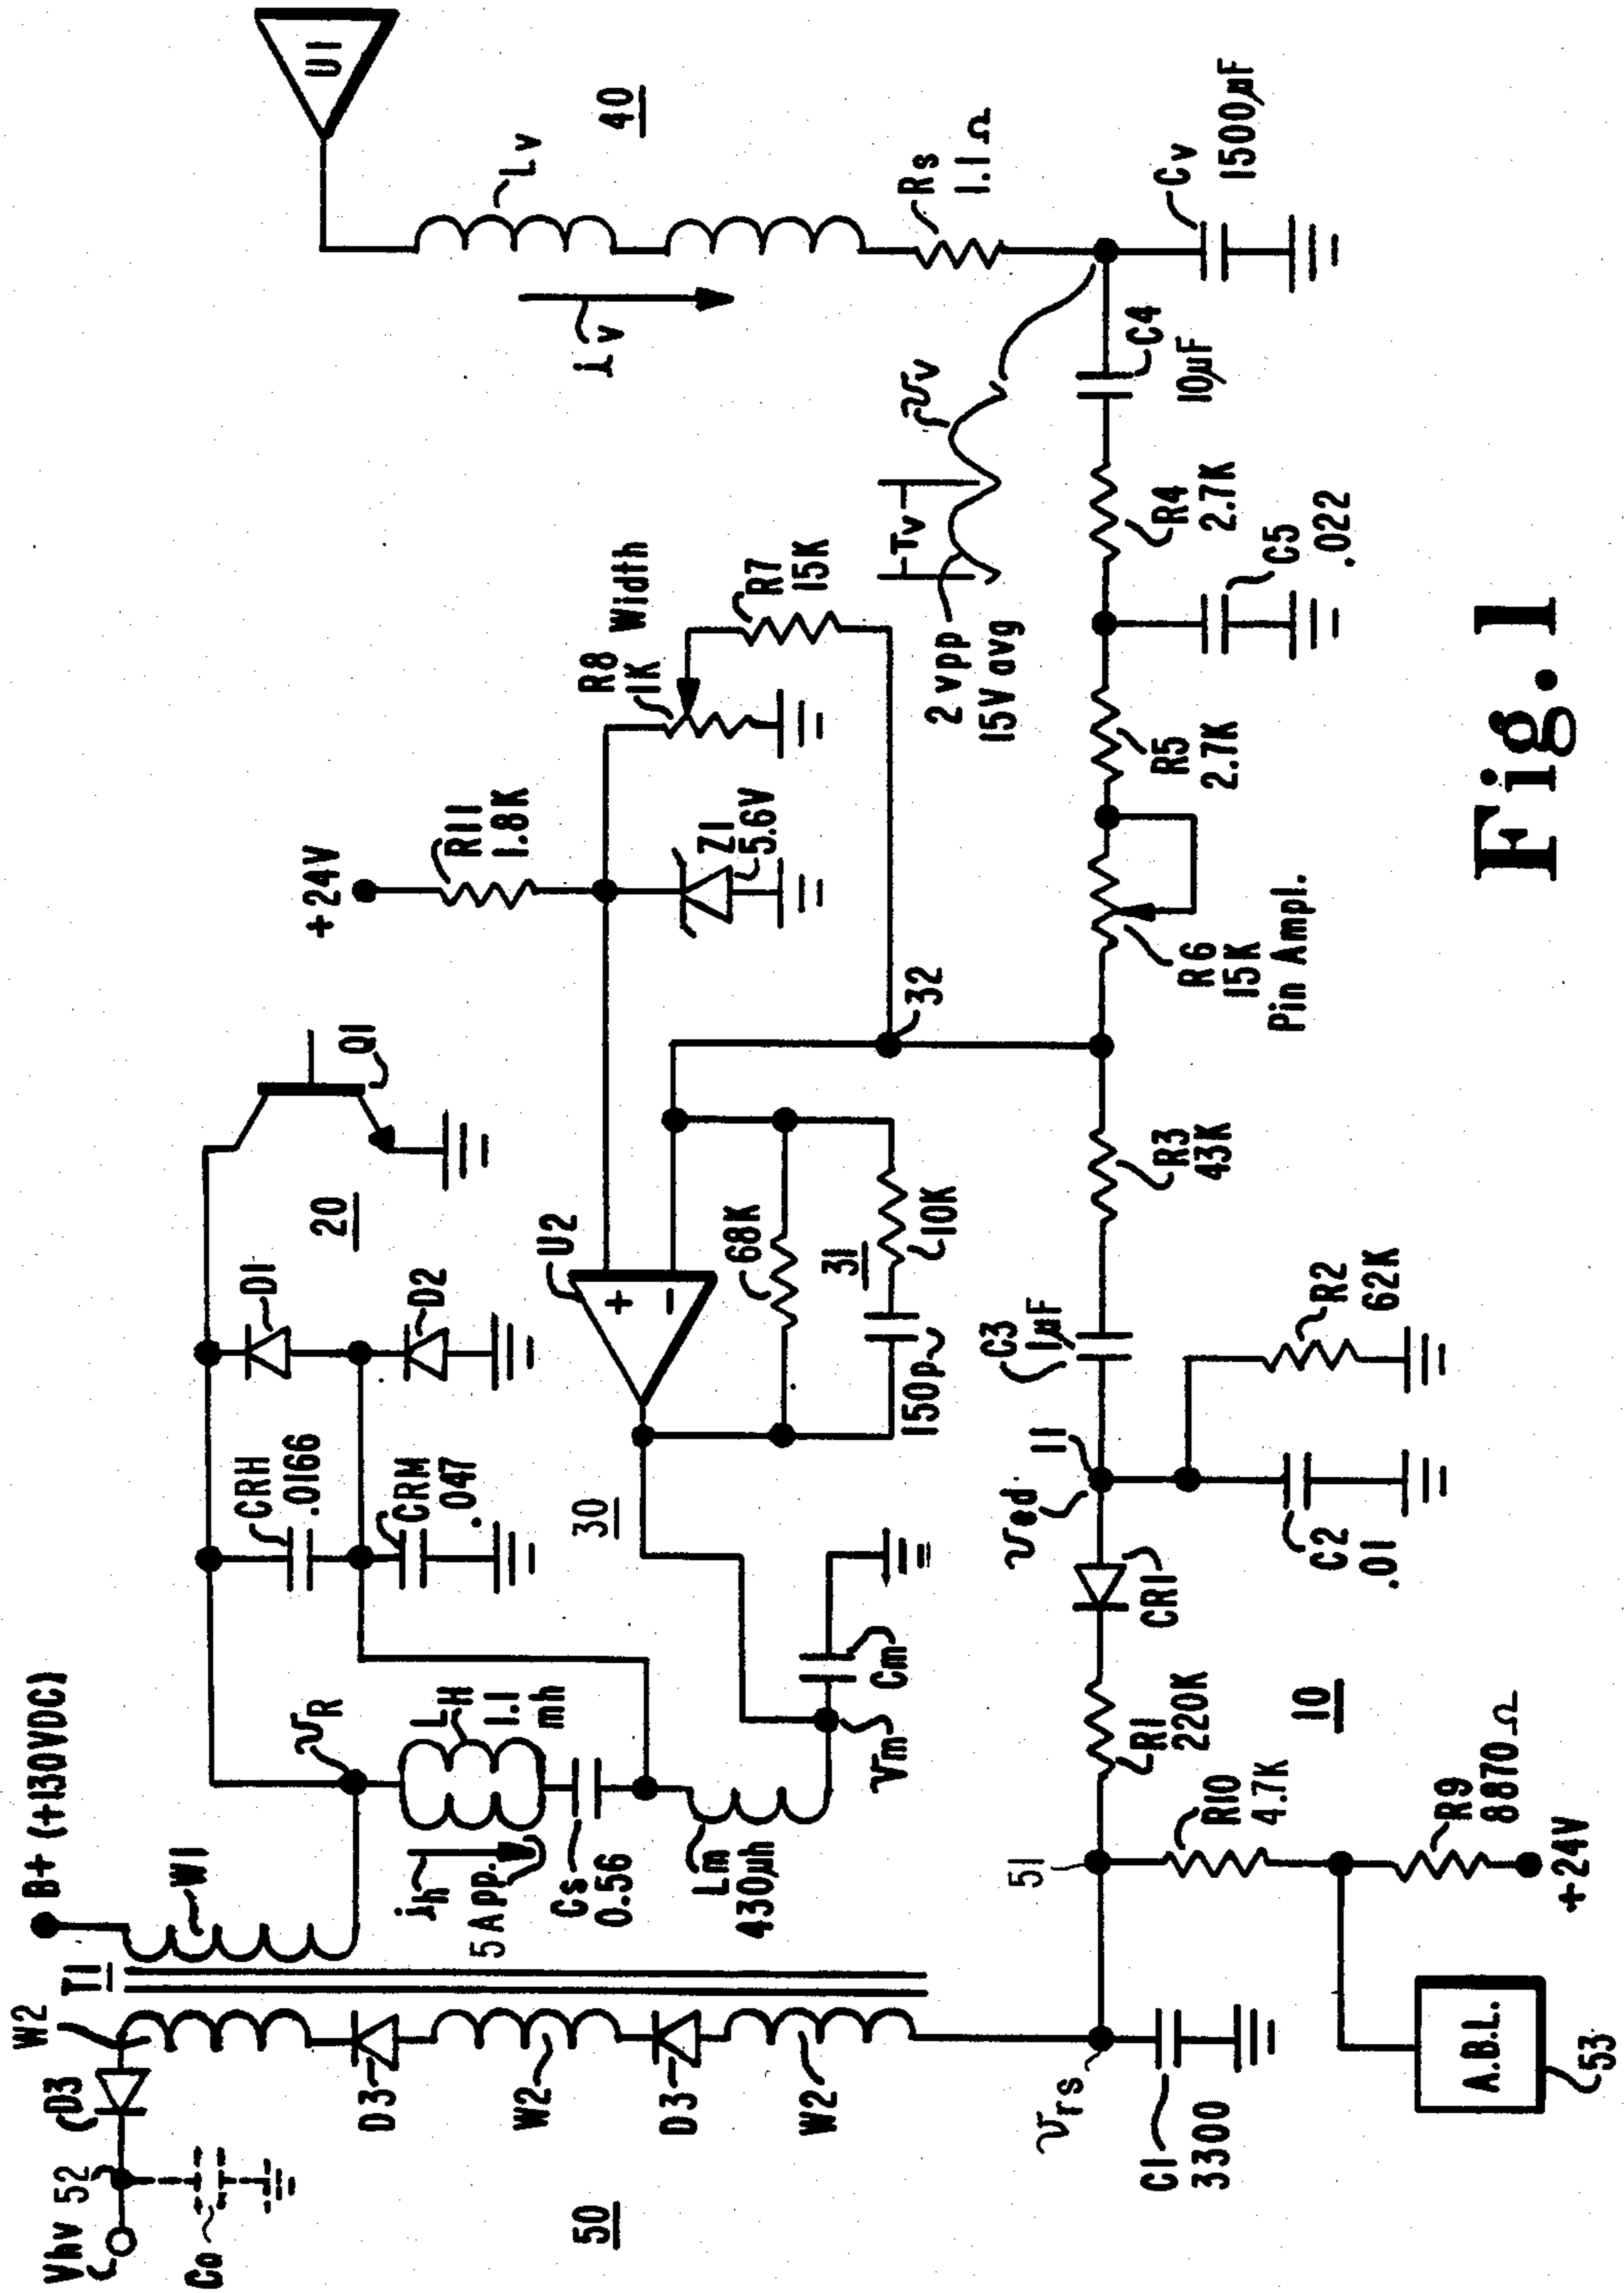 Vhv
52
Co
D3
W2
T1
W1
B+ (+130VDC)
D3
W2
D3
W2
50
vR
LH
1.1
mh
ih
5App.
Cs
0.56
Lm
430µh
Vm
Cm
CRH
.0166
CRM
.047
D1
D2
20
Q1
30
U2
+
−
68K
31
150p
10K
+24V
R11
1.8K
Z1
5.6V
R8
1K
Width
R7
15K
32
U1
Lv
40
iv
Rs
1.1Ω
Cv
1500µF
vv
Tv
2 vpp
15V avg
C4
10µF
R4
2.7K
C5
.022
R5
2.7K
R6
15K
Pin Ampl.
R3
43K
C3
1µF
11
ved
R2
62K
C2
.01
CR1
R1
220K
10
51
R10
4.7K
R9
8870Ω
+24V
vrs
C1
3300
A.B.L.
53
Fig. 1